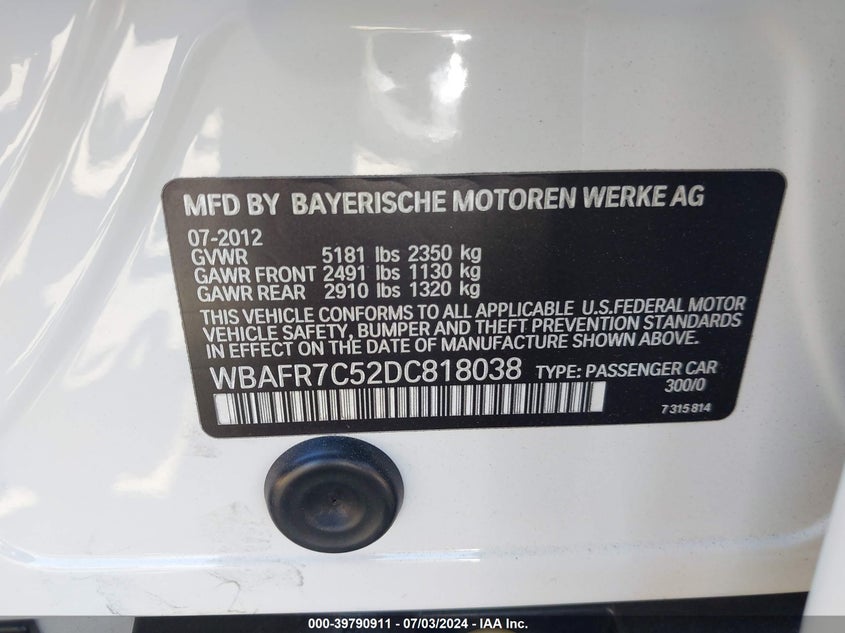 MFD BY BAYERISCHE MOTOREN WERKE AG
07-2012
GVWR 5181 lbs 2350 kg
GAWR FRONT 2491 lbs 1130 kg
GAWR REAR 2910 lbs 1320 kg
THIS VEHICLE CONFORMS TO ALL APPLICABLE U.S.FEDERAL MOTOR
VEHICLE SAFETY, BUMPER AND THEFT PREVENTION STANDARDS
IN EFFECT ON THE DATE OF MANUFACTURE SHOWN ABOVE.
WBAFR7C52DC818038 TYPE: PASSENGER CAR
300/0
7 315 814
000-39790911 - 07/03/2024 - IAA Inc.